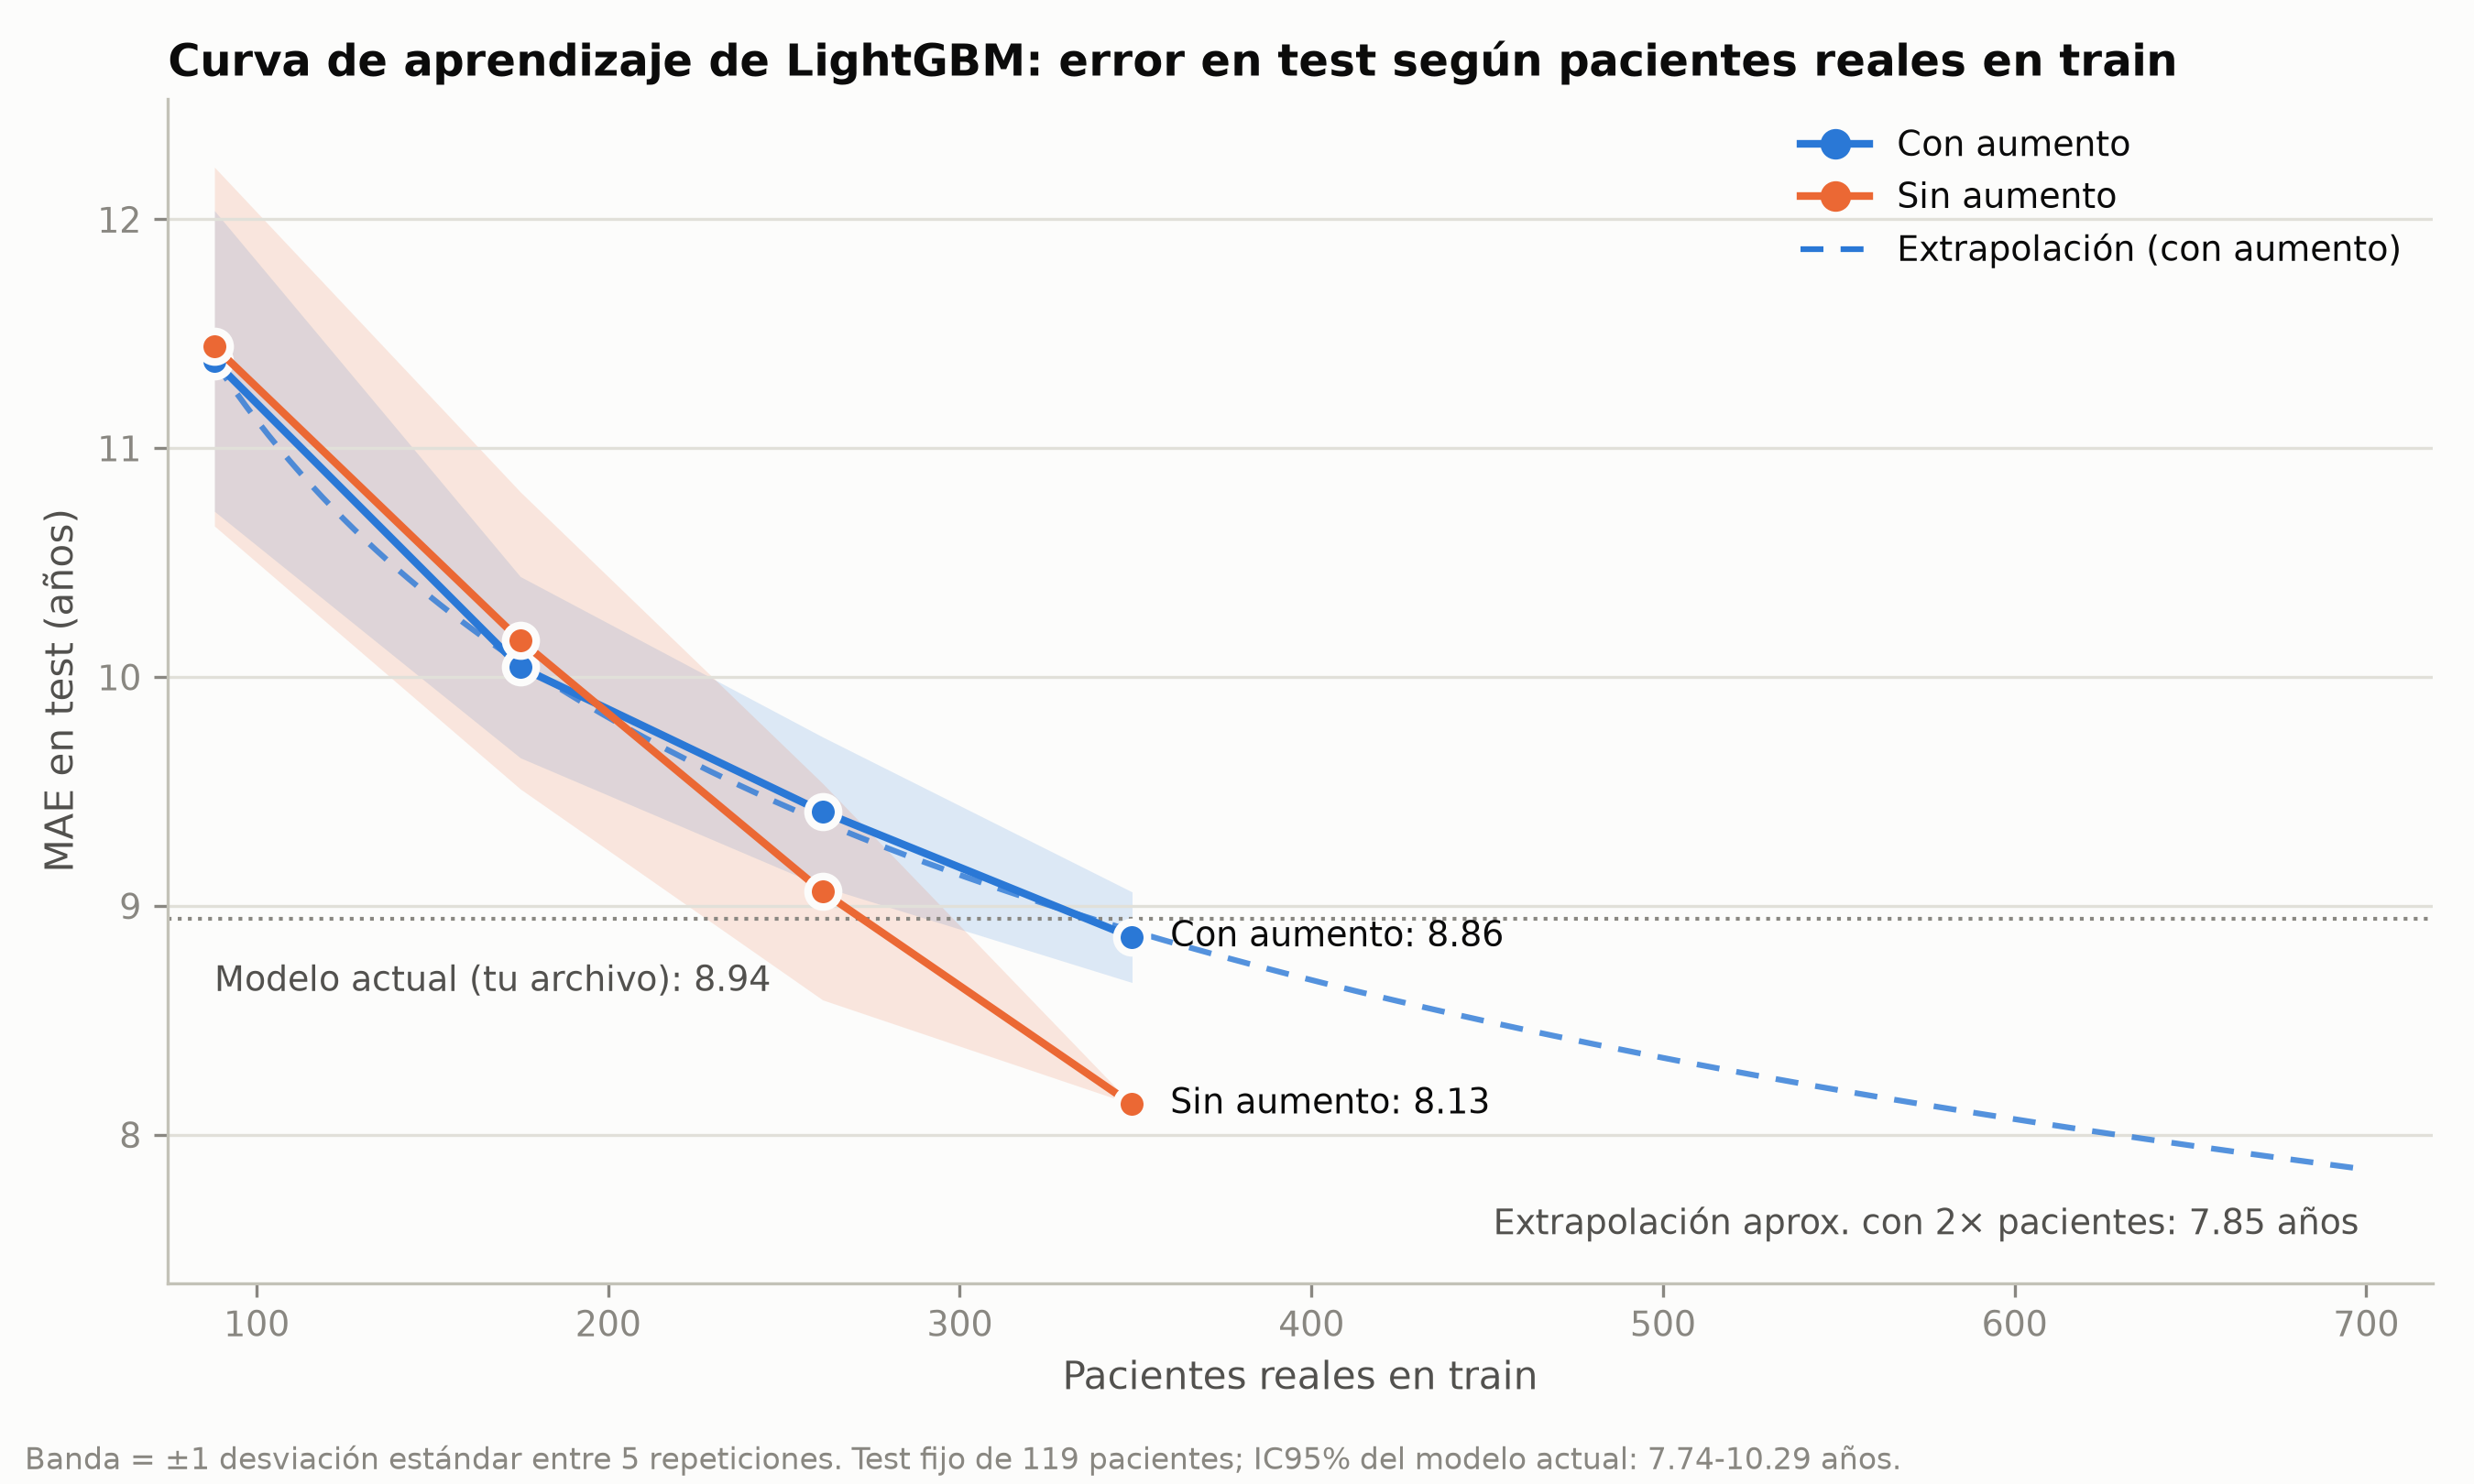 Curva de aprendizaje de LightGBM: error en test según pacientes reales en train
Con aumento
Sin aumento
Extrapolación (con aumento)
MAE en test (años)
12
11
10
9
8
Con aumento: 8.86
Modelo actual (tu archivo): 8.94
Sin aumento: 8.13
Extrapolación aprox. con 2× pacientes: 7.85 años
100 200 300 400 500 600 700
Pacientes reales en train
Banda = ±1 desviación estándar entre 5 repeticiones. Test fijo de 119 pacientes; IC95% del modelo actual: 7.74-10.29 años.